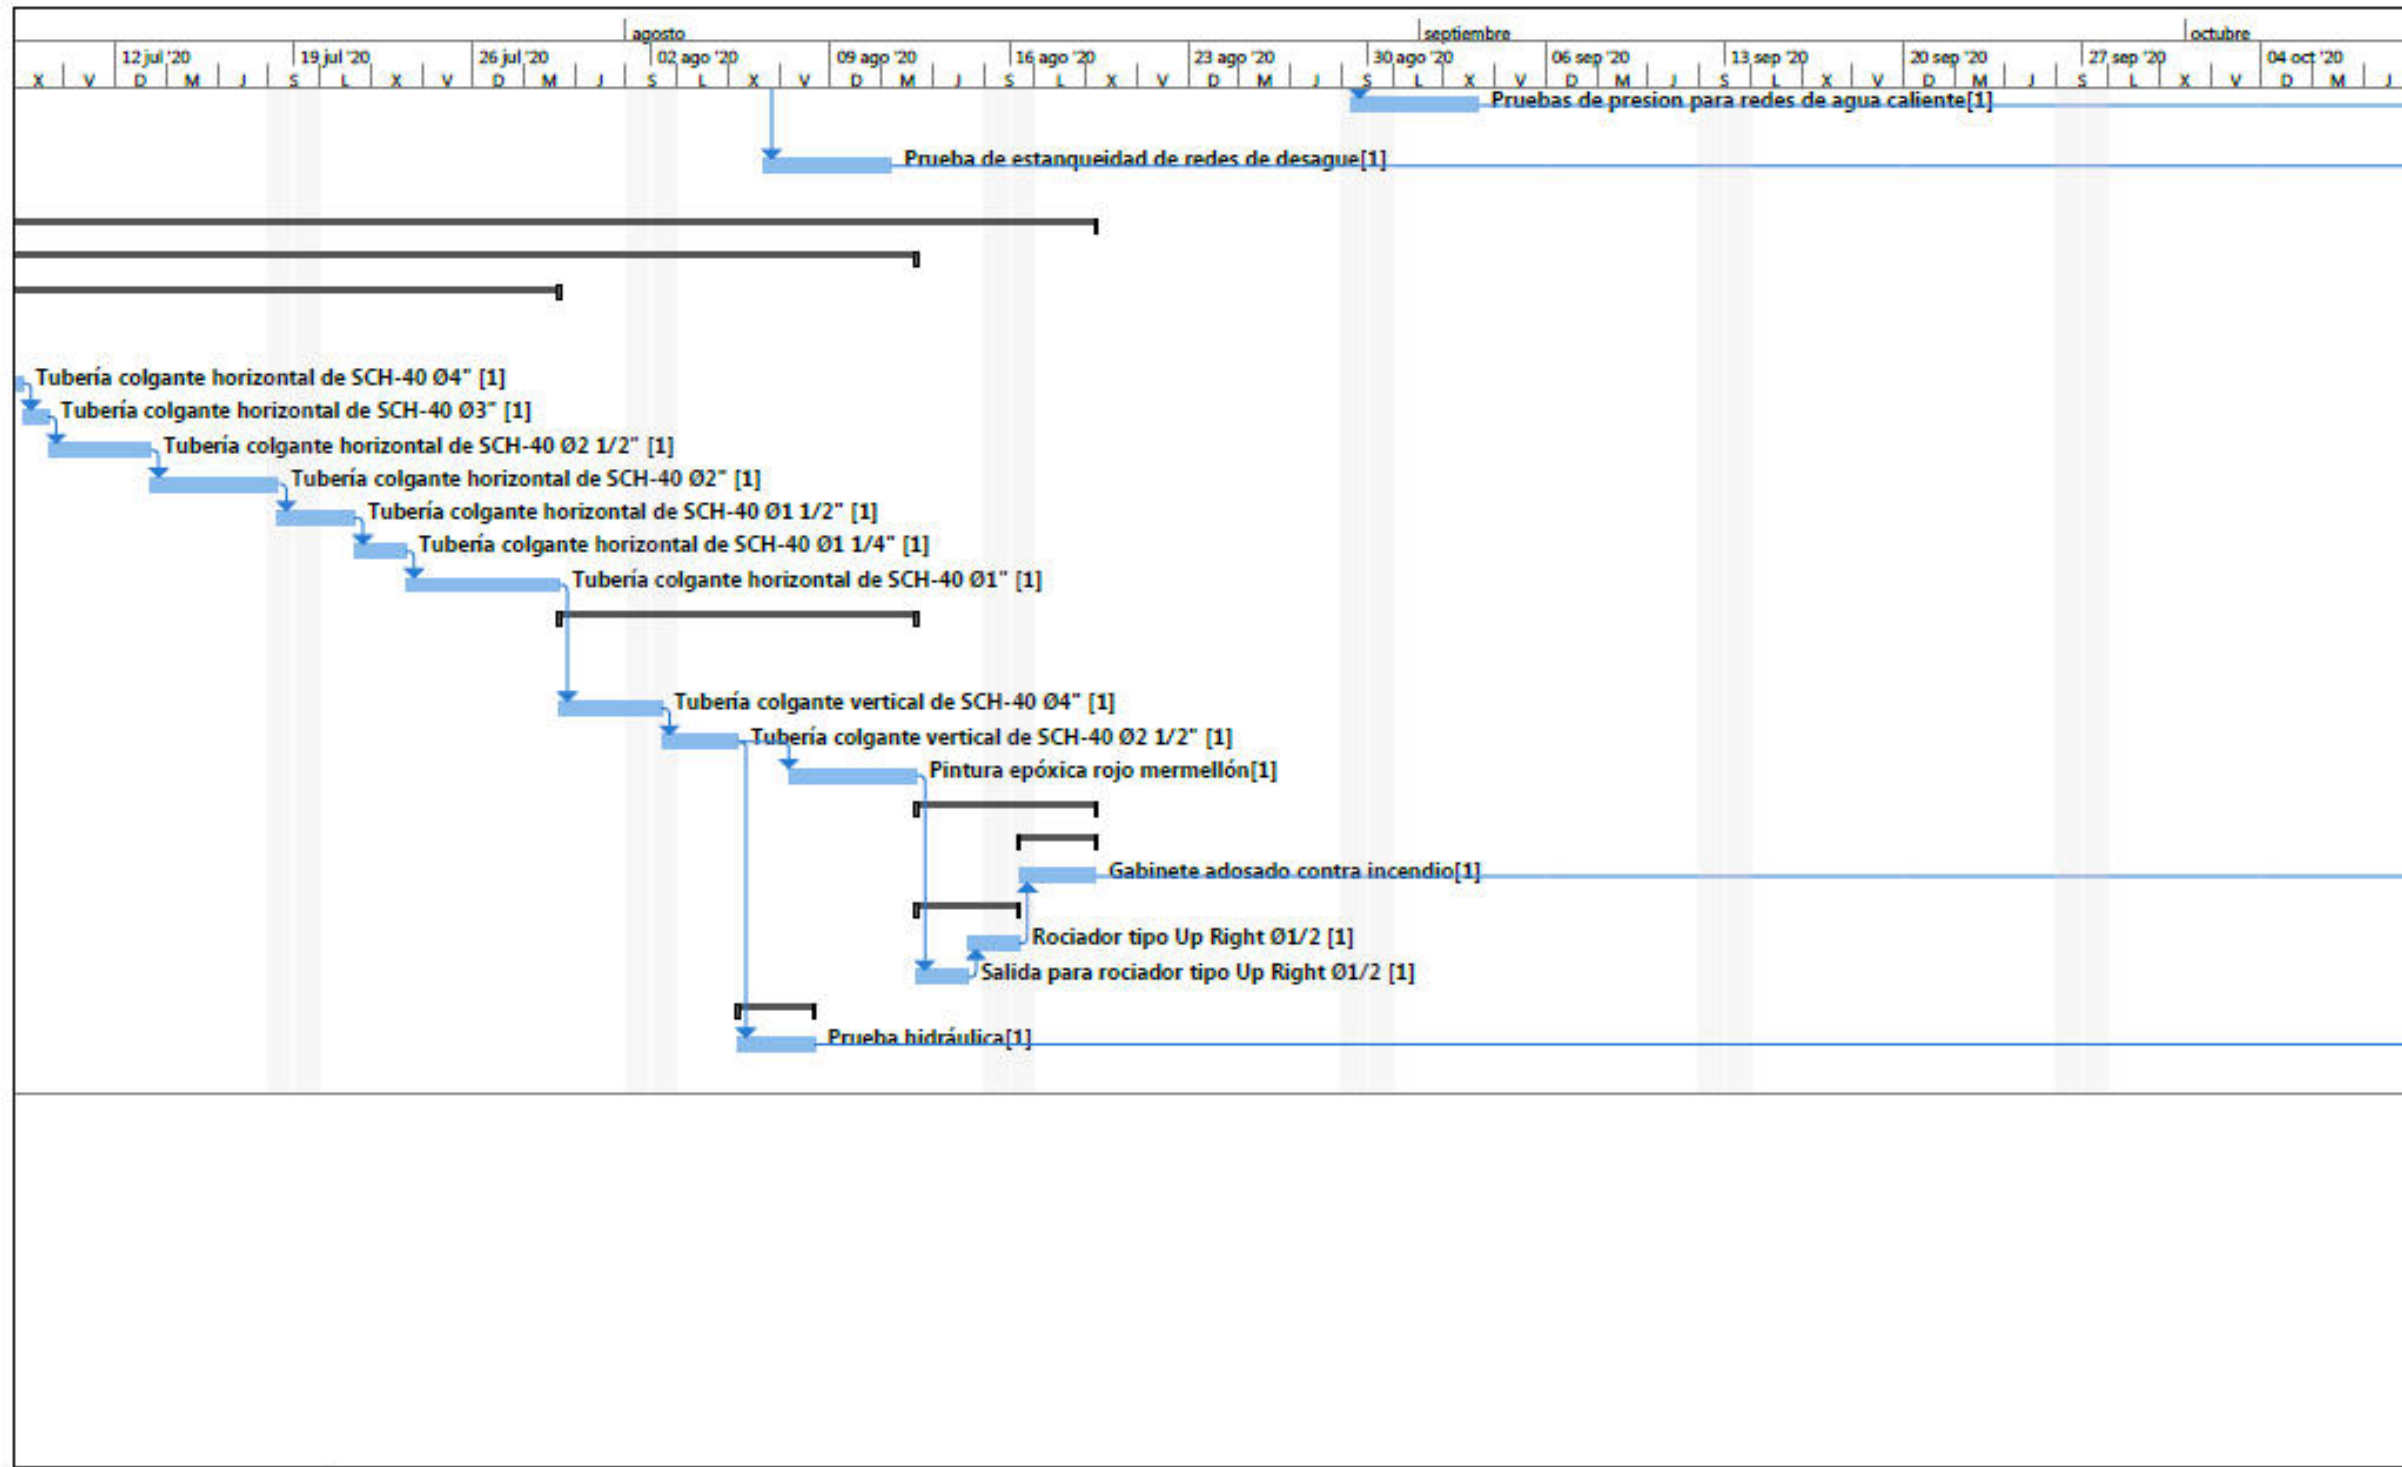 agosto septiembre octubre
12 jul '20 19 jul '20 26 jul '20 02 ago '20 09 ago '20 16 ago '20 23 ago '20 30 ago '20 06 sep '20 13 sep '20 20 sep '20 27 sep '20 04 oct '20
X V D M J S L X V D M J S L X V D M J S L X V D M J S L X V D M J S L X V D M J S L X V D M J
Pruebas de presion para redes de agua caliente[1]
Prueba de estanqueidad de redes de desague[1]
Tubería colgante horizontal de SCH-40 Ø4" [1]
Tubería colgante horizontal de SCH-40 Ø3" [1]
Tubería colgante horizontal de SCH-40 Ø2 1/2" [1]
Tubería colgante horizontal de SCH-40 Ø2" [1]
Tubería colgante horizontal de SCH-40 Ø1 1/2" [1]
Tubería colgante horizontal de SCH-40 Ø1 1/4" [1]
Tubería colgante horizontal de SCH-40 Ø1" [1]
Tubería colgante vertical de SCH-40 Ø4" [1]
Tubería colgante vertical de SCH-40 Ø2 1/2" [1]
Pintura epóxica rojo mermellón[1]
Gabinete adosado contra incendio[1]
Rociador tipo Up Right Ø1/2 [1]
Salida para rociador tipo Up Right Ø1/2 [1]
Prueba hidráulica[1]